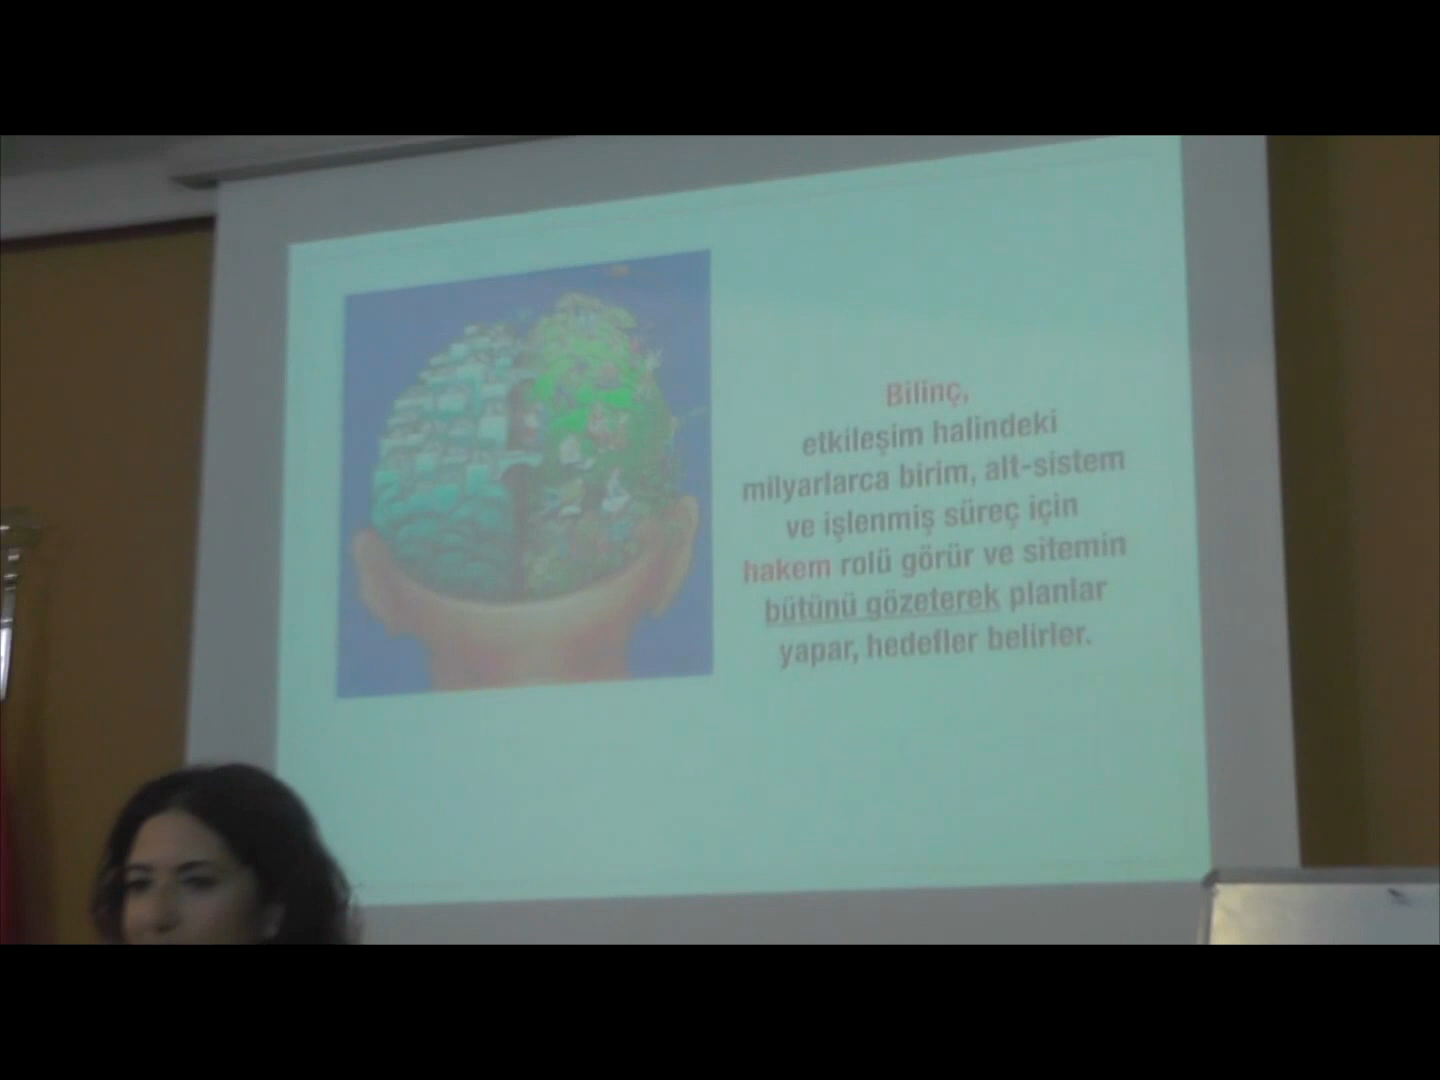 Bilinç,
etkileşim halindeki
milyarlarca birim, alt-sistem
ve işlenmiş süreç için
hakem rolü görür ve sitemin
bütünü gözeterek planlar
yapar, hedefler belirler.